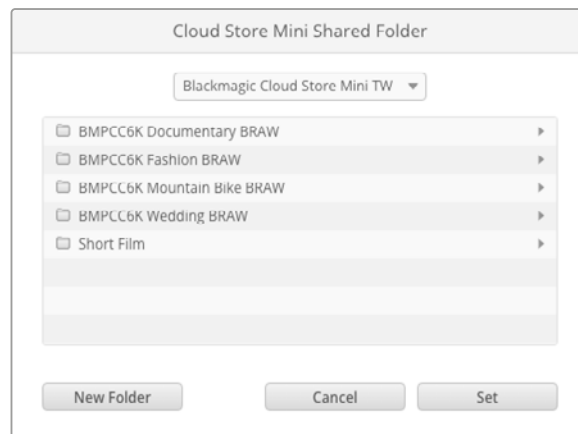 Cloud Store Mini Shared Folder
Blackmagic Cloud Store Mini TW
BMPCC6K Documentary BRAW
BMPCC6K Fashion BRAW
BMPCC6K Mountain Bike BRAW
BMPCC6K Wedding BRAW
Short Film
New Folder Cancel Set